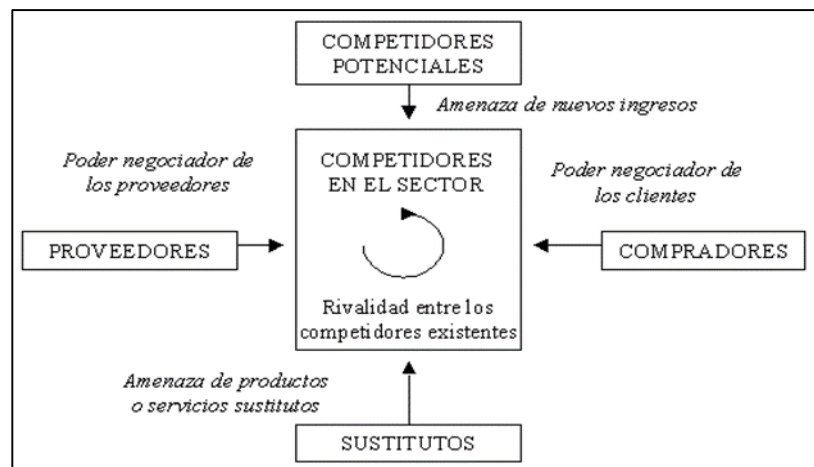 COMPETIDORES
POTENCIALES
Amenaza de nuevos ingresos
Poder negociador de
los proveedores
COMPETIDORES
EN EL SECTOR
Poder negociador de
los clientes
PROVEEDORES
COMPRADORES
Rivalidad entre los
competidores existentes
Amenaza de productos
o servicios sustitutos
SUSTITUTOS